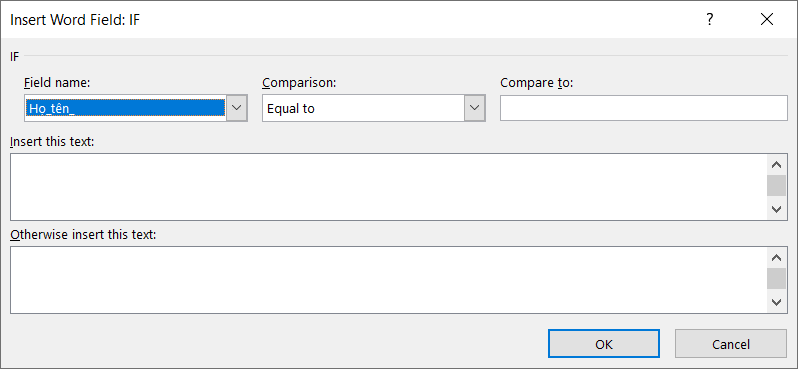 Insert Word Field: IF
?
IF
Field name: Comparison: Compare to:
Họ_tên_ Equal to
Insert this text:
Otherwise insert this text:
OK Cancel